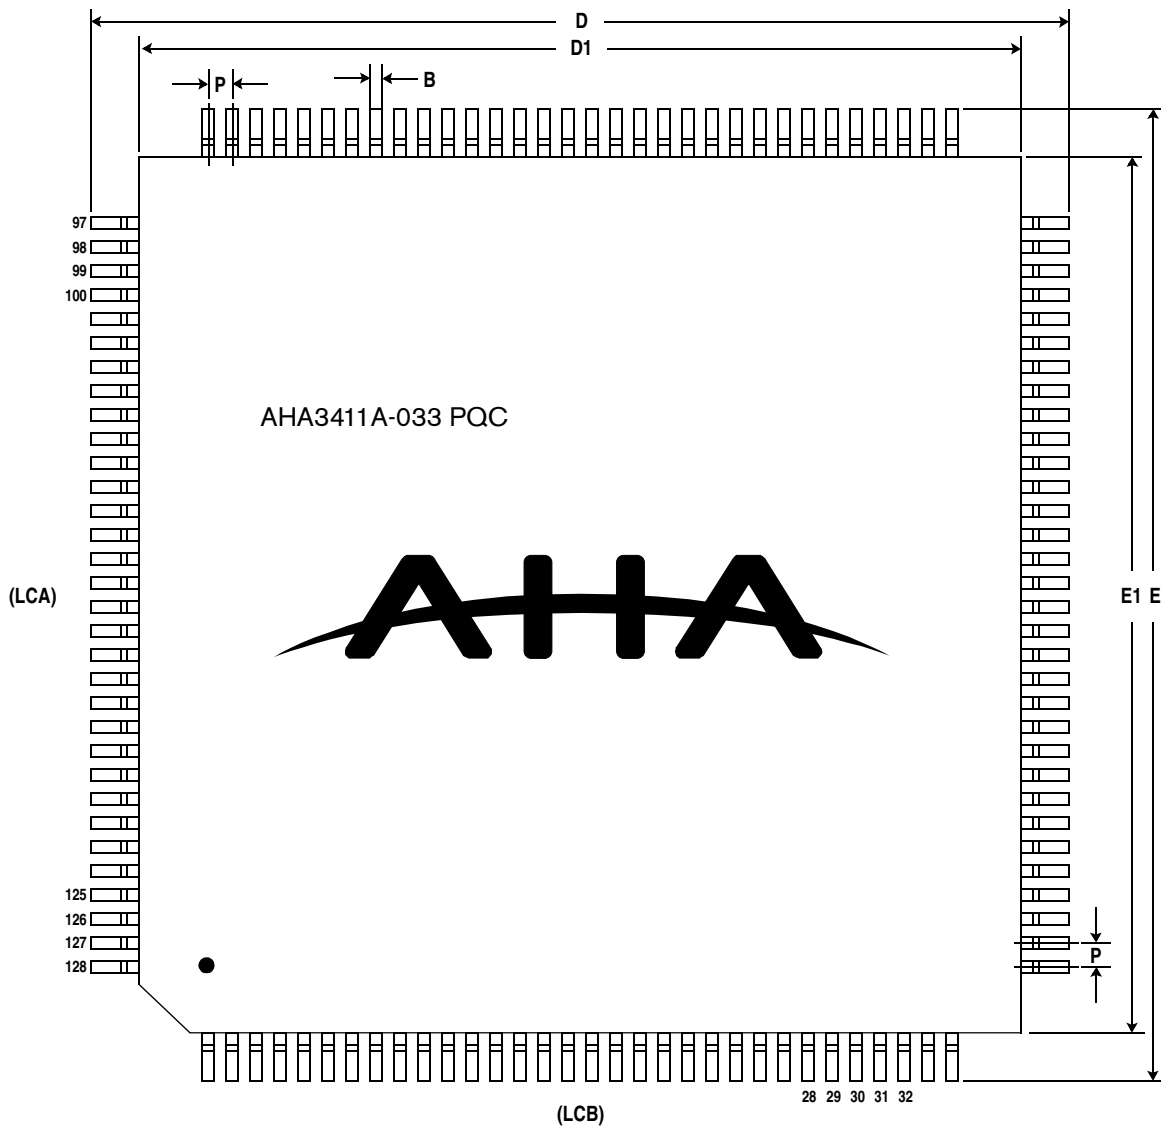 D
D1
P
B
97
98
99
100
AHA3411A-033 PQC
AHA
(LCA)
E1 E
125
126
127
128
P
28 29 30 31 32
(LCB)